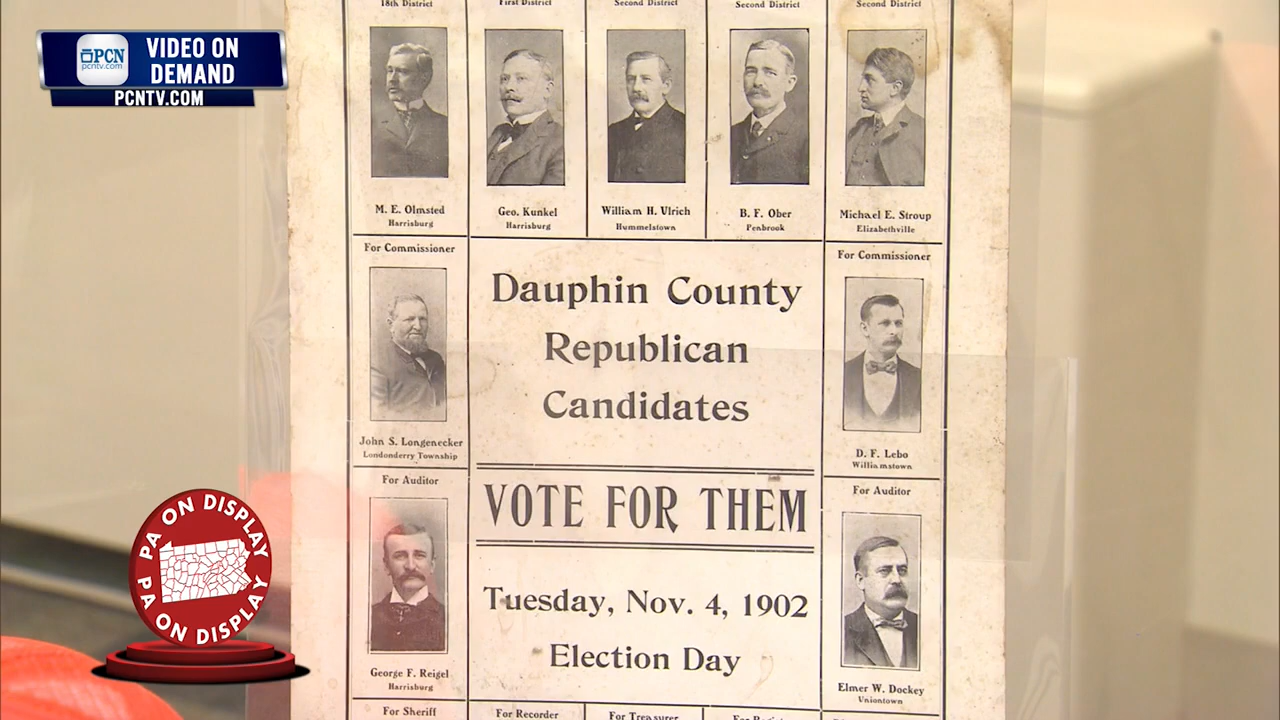 PCN
pcntv.com
VIDEO ON
DEMAND
PCNTV.COM
18th District
First District
Second District
Second District
Second District
M. E. Olmsted
Harrisburg
Geo. Kunkel
Harrisburg
William H. Ulrich
Hummelstown
B. F. Ober
Penbrook
Michael E. Stroup
Elizabethville
For Commissioner
John S. Longenecker
Londonderry Township
For Commissioner
D. F. Lebo
Williamstown
Dauphin County
Republican
Candidates
VOTE FOR THEM
Tuesday, Nov. 4, 1902
Election Day
For Auditor
George F. Reigel
Harrisburg
For Auditor
Elmer W. Dockey
Uniontown
For Sheriff
For Recorder
For Treasurer
PA ON DISPLAY
PA ON DISPLAY